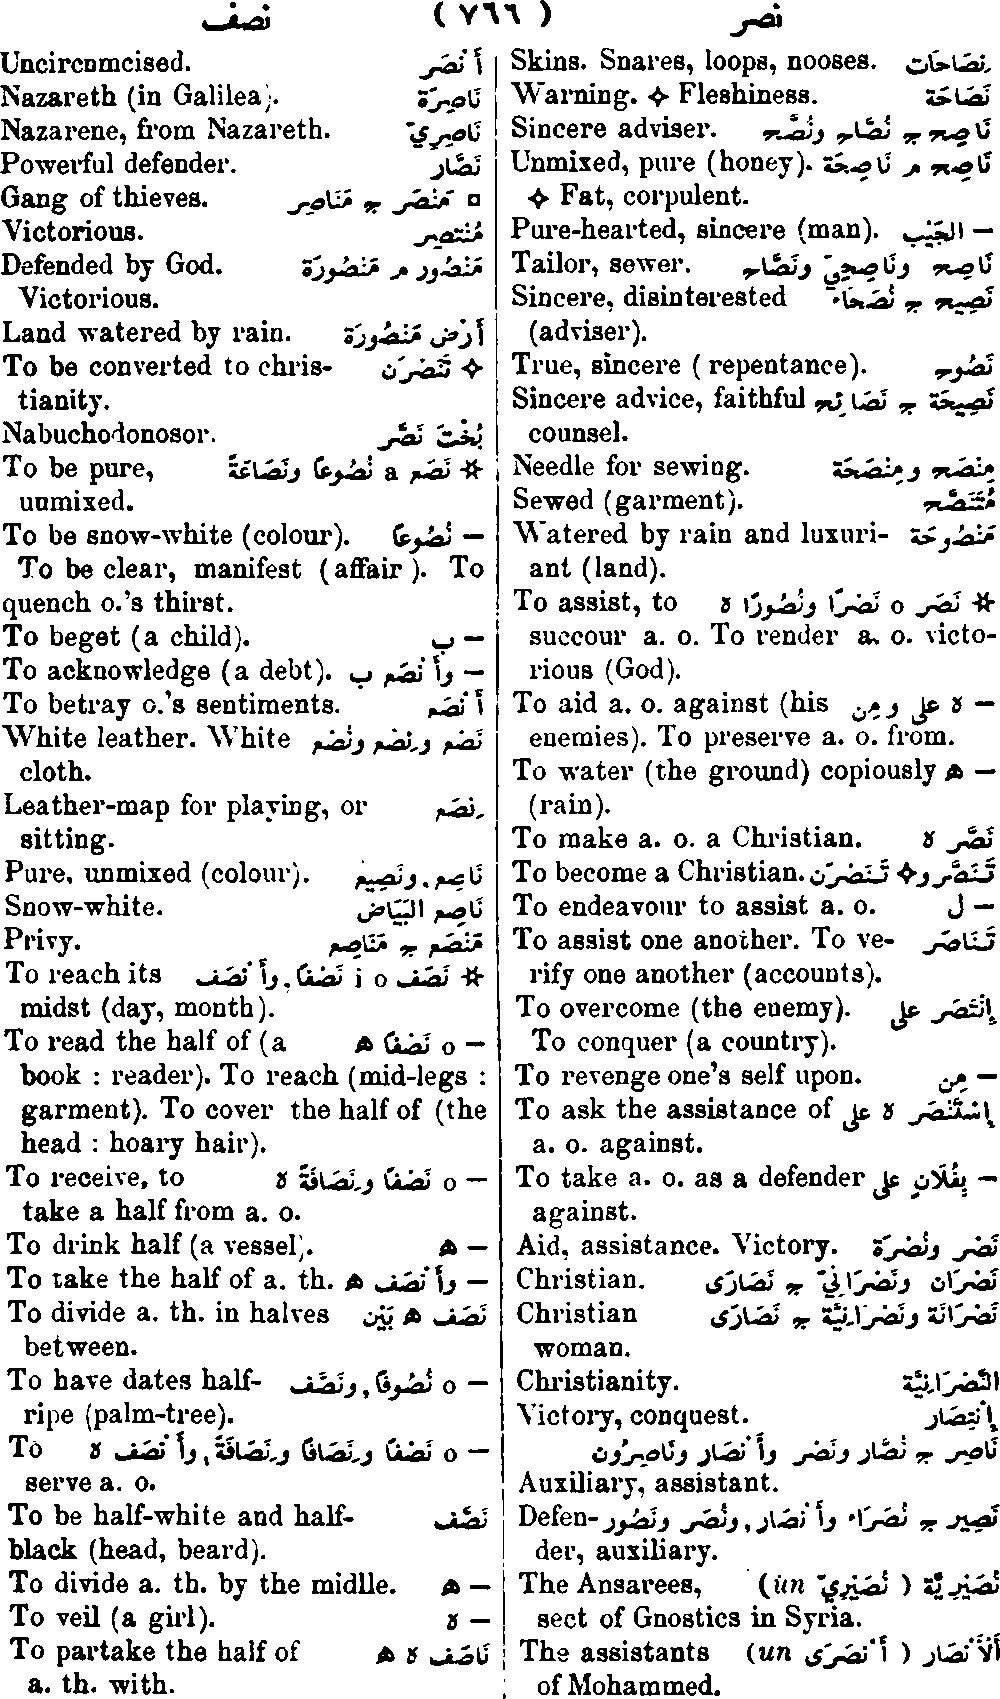 نصر ( ٧٦٦ ) نصف
Skins. Snares, loops, nooses. نِصَاحَات
Warning. ✧ Fleshiness. نَصَاحَة
Sincere adviser. نَاصِح ج نُصَّاح ونُصَّح
Unmixed, pure (honey). نَاصِح م نَاصِحَة
✧ Fat, corpulent.
Pure-hearted, sincere (man). — الجَيْب
Tailor, sewer. نَاصِح ونَاصِحِيّ ونَصَّاح
Sincere, disinterested نَصِيح ج نُصَحَاء
(adviser).
True, sincere ( repentance). نَصُوح
Sincere advice, faithful نَصِيحَة ج نَصَائِح
counsel.
Needle for sewing. مِنْصَح ومِنْصَحَة
Sewed (garment). مُتَنَصَّح
Watered by rain and luxuri- مَنْصُوحَة
ant (land).
To assist, to ✲ نَصَر o نَصْرًا ونُصُورًا ه
succour a. o. To render a. o. victo-
rious (God).
To aid a. o. against (his — ه على ومِن
enemies). To preserve a. o. from.
To water (the ground) copiously — ه
(rain).
To make a. o. a Christian. نَصَّر ه
To become a Christian. تَنَصَّر و✧ تَنَصْرَن
To endeavour to assist a. o. — ل
To assist one another. To ve- تَنَاصَر
rify one another (accounts).
To overcome (the enemy). إِنْتَصَر على
To conquer (a country).
To revenge one's self upon. — مِن
To ask the assistance of إِسْتَنْصَر ه على
a. o. against.
To take a. o. as a defender — بِفُلَانٍ على
against.
Aid, assistance. Victory. نَصْر ونُصْرَة
Christian. نَصْرَان ونَصْرَانِيّ ج نَصَارَى
Christian نَصْرَانَة ونَصْرَانِيَّة ج نَصَارَى
woman.
Christianity. النَّصْرَانِيَّة
Victory, conquest. إِنْتِصَار
نَاصِر ج نُصَّار ونَصْر وأَنْصَار ونَاصِرُون
Auxiliary, assistant.
Defen- نَصِير ج نُصَرَاء وأَنْصَار, ونُصَر ونَصُور
der, auxiliary.
The Ansarees, نُصَيْرِيَّة ( نُصَيْرِيّ un)
sect of Gnostics in Syria.
The assistants أَلْأَنْصَار ( أَنْصَرَى un)
of Mohammed.
Uncircumcised. أَنْصَر
Nazareth (in Galilea). نَاصِرَة
Nazarene, from Nazareth. نَاصِرِيّ
Powerful defender. نَصَّار
Gang of thieves. □ مَنْصَر ج مَنَاصِر
Victorious. مُنْتَصِر
Defended by God. مَنْصُور م مَنْصُورَة
Victorious.
Land watered by rain. أَرْض مَنْصُورَة
To be converted to chris- ✧ تَنَصْرَن
tianity.
Nabuchodonosor. بُخْتَ نَصَّر
To be pure, ✲ نَصَع a نُصُوعًا ونَصَاعَةً
unmixed.
To be snow-white (colour). — نُصُوعًا
To be clear, manifest (affair ). To
quench o.'s thirst.
To beget (a child). — ب
To acknowledge (a debt). — وأَنْصَع ب
To betray o.'s sentiments. أَنْصَع
White leather. White نَصْع ونِصْع ونُصْع
cloth.
Leather-map for playing, or نِصَع
sitting.
Pure, unmixed (colour). نَاصِع, ونَصِيع
Snow-white. نَاصِع البَيَاض
Privy. مَنْصَع ج مَنَاصِع
To reach its ✲ نَصَف o i نَصْفًا, وأَنْصَف
midst (day, month).
To read the half of (a — o نَصْفًا ه
book : reader). To reach (mid-legs :
garment). To cover the half of (the
head : hoary hair).
To receive, to — o نَصْفًا ونِصَافَةً ه
take a half from a. o.
To drink half (a vessel). — ه
To take the half of a. th. — وأَنْصَف ه
To divide a. th. in halves نَصَف ه بَيْن
between.
To have dates half- — o نُصُوفًا, ونَصَّف
ripe (palm-tree).
To — o نَصْفًا ونِصَافًا ونِصَافَةً, وأَنْصَف ه
serve a. o.
To be half-white and half- نَصَّف
black (head, beard).
To divide a. th. by the midlle. — ه
To veil (a girl). — ه
To partake the half of نَاصَف ه ه
a. th. with.